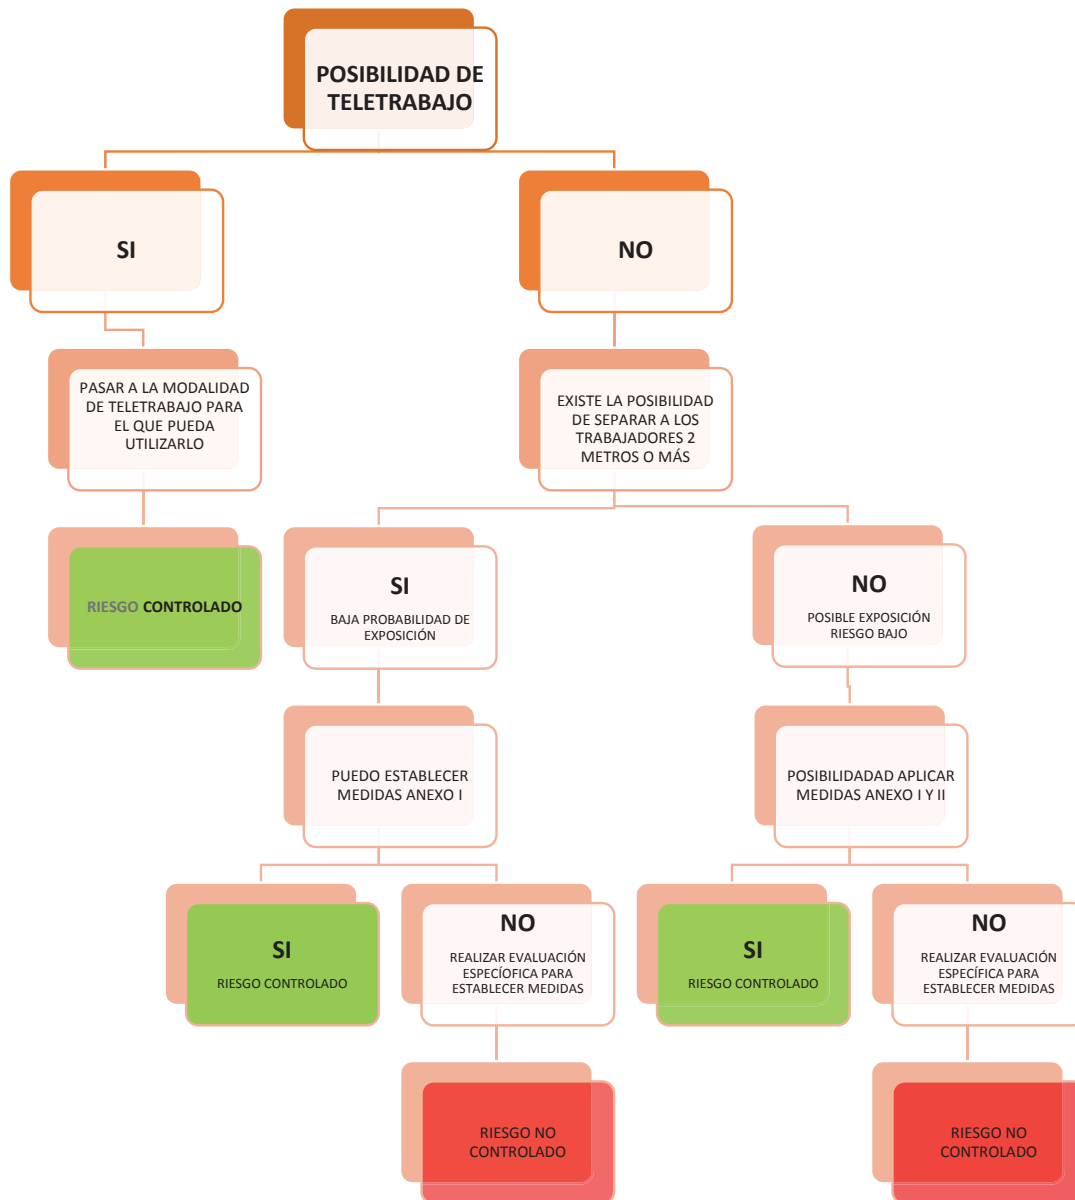 POSIBILIDAD DE
TELETRABAJO
SI
NO
PASAR A LA MODALIDAD
DE TELETRABAJO PARA
EL QUE PUEDA
UTILIZARLO
EXISTE LA POSIBILIDAD
DE SEPARAR A LOS
TRABAJADORES 2
METROS O MÁS
RIESGO CONTROLADO
SI
BAJA PROBABILIDAD DE
EXPOSICIÓN
NO
POSIBLE EXPOSICIÓN
RIESGO BAJO
PUEDO ESTABLECER
MEDIDAS ANEXO I
POSIBILIDADAD APLICAR
MEDIDAS ANEXO I Y II
SI
RIESGO CONTROLADO
NO
REALIZAR EVALUACIÓN
ESPECÍOFICA PARA
ESTABLECER MEDIDAS
SI
RIESGO CONTROLADO
NO
REALIZAR EVALUACIÓN
ESPECÍFICA PARA
ESTABLECER MEDIDAS
RIESGO NO
CONTROLADO
RIESGO NO
CONTROLADO